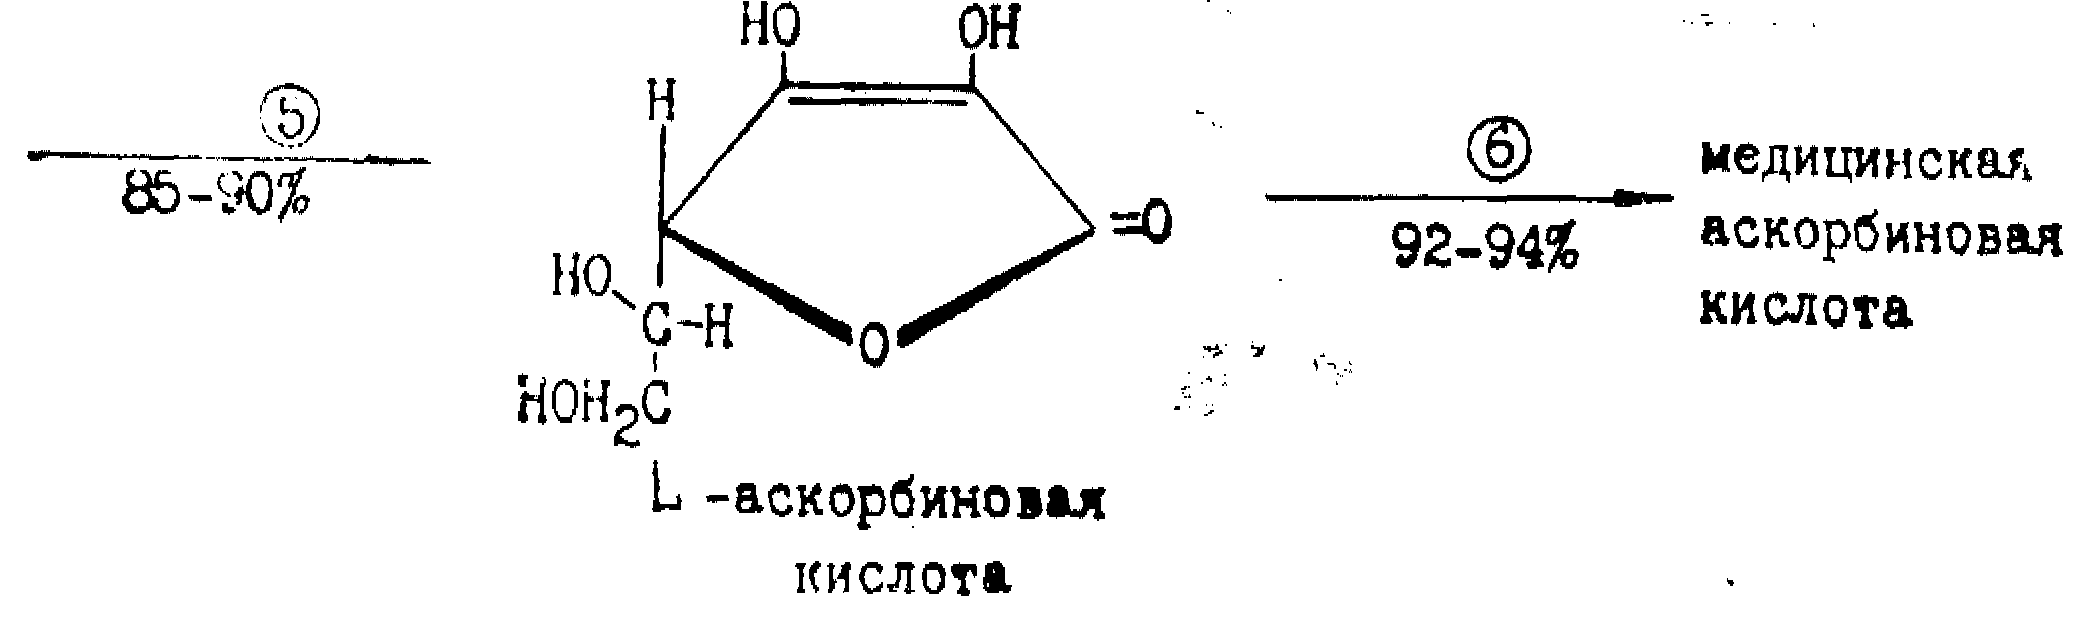 HO OH
H
⑤
85-90%
=O
⑥
92-94%
медицинская
аскорбиновая
кислота
HO
C-H
O
HOH₂C
L -аскорбиновая
кислота